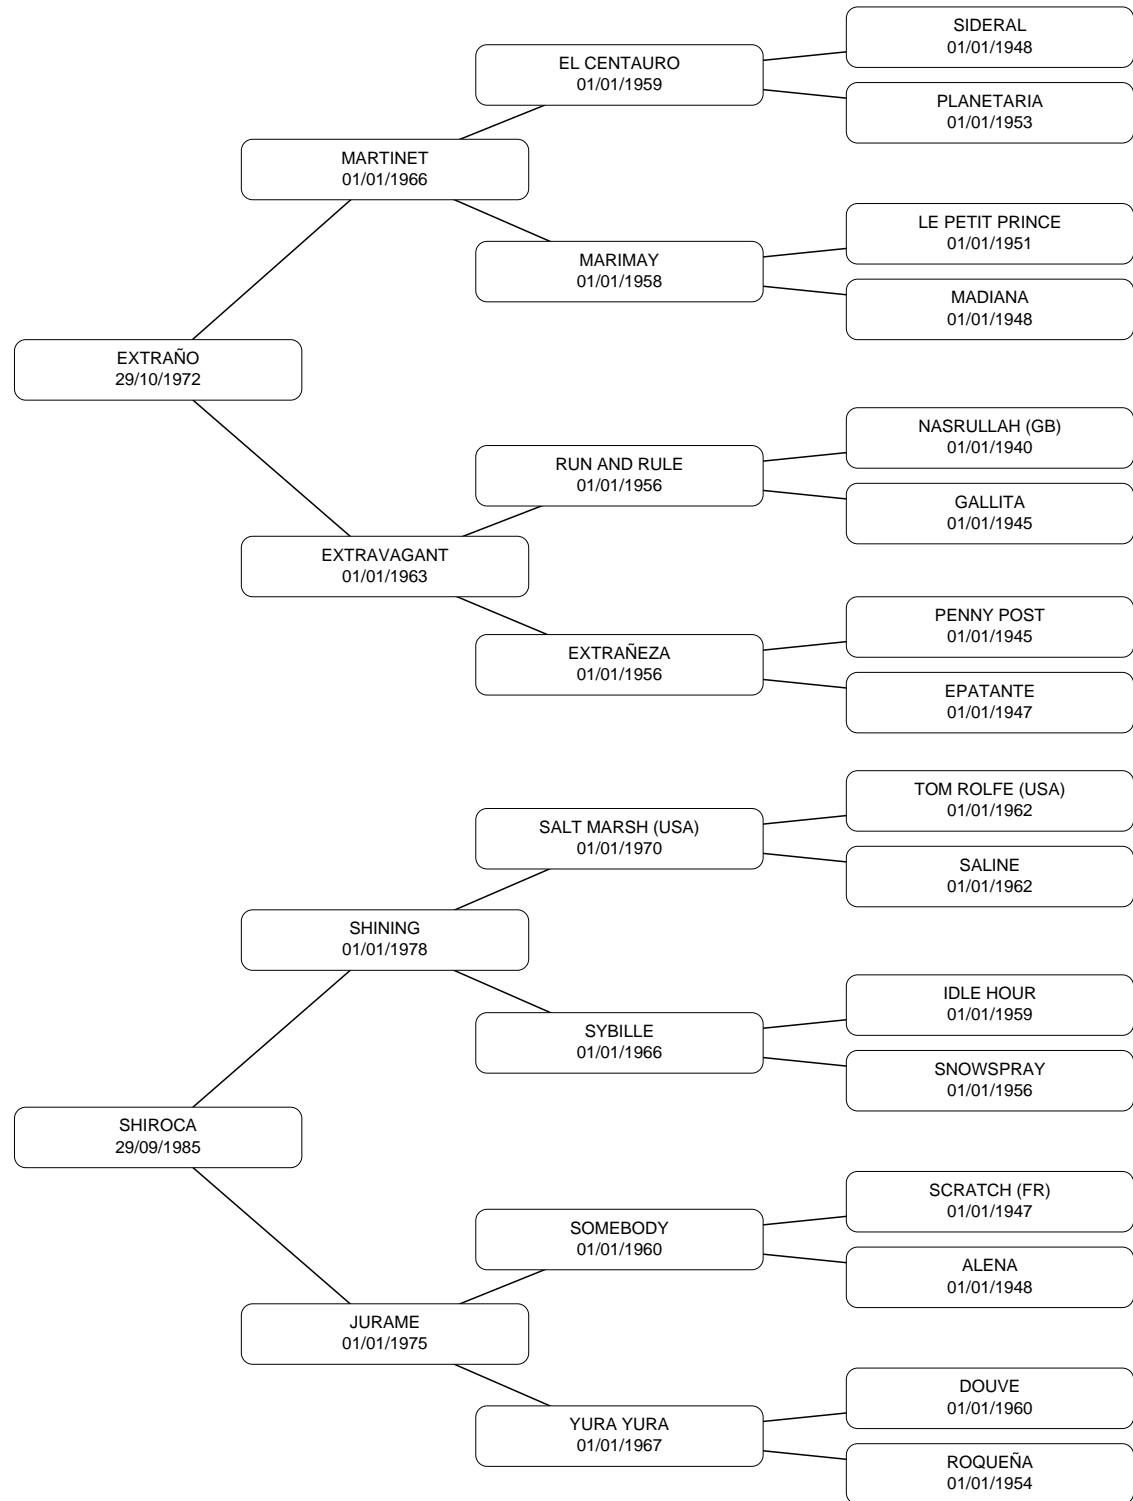 SIDERAL
01/01/1948
EL CENTAURO
01/01/1959
PLANETARIA
01/01/1953
MARTINET
01/01/1966
LE PETIT PRINCE
01/01/1951
MARIMAY
01/01/1958
MADIANA
01/01/1948
EXTRAÑO
29/10/1972
NASRULLAH (GB)
01/01/1940
RUN AND RULE
01/01/1956
GALLITA
01/01/1945
EXTRAVAGANT
01/01/1963
PENNY POST
01/01/1945
EXTRAÑEZA
01/01/1956
EPATANTE
01/01/1947
TOM ROLFE (USA)
01/01/1962
SALT MARSH (USA)
01/01/1970
SALINE
01/01/1962
SHINING
01/01/1978
IDLE HOUR
01/01/1959
SYBILLE
01/01/1966
SNOWSPRAY
01/01/1956
SHIROCA
29/09/1985
SCRATCH (FR)
01/01/1947
SOMEBODY
01/01/1960
ALENA
01/01/1948
JURAME
01/01/1975
DOUVE
01/01/1960
YURA YURA
01/01/1967
ROQUEÑA
01/01/1954